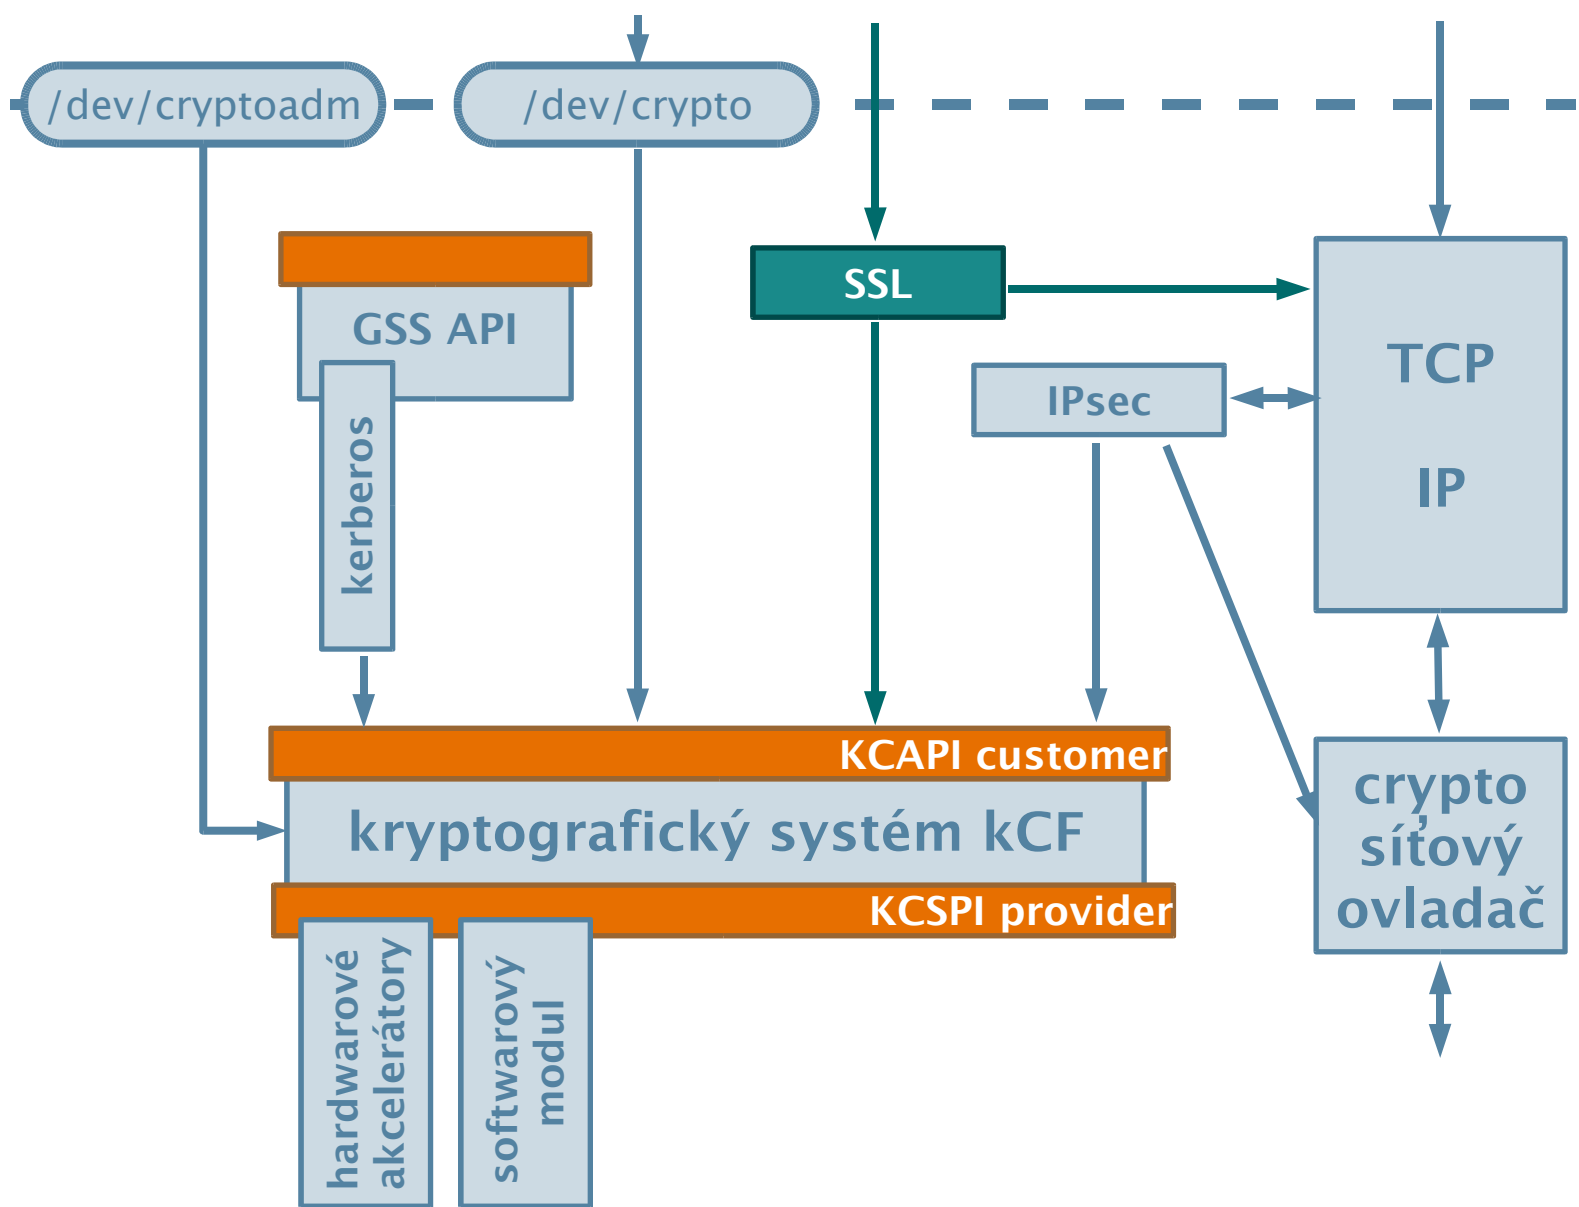 /dev/cryptoadm
/dev/crypto
GSS API
SSL
TCP
IP
IPsec
kerberos
KCAPI customer
kryptografický systém kCF
KCSPI provider
crypto
síťový
ovladač
hardwarové
akcelerátory
softwarový
modul